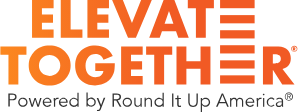 ELEVATE
TOGETHER®
Powered by Round It Up America®